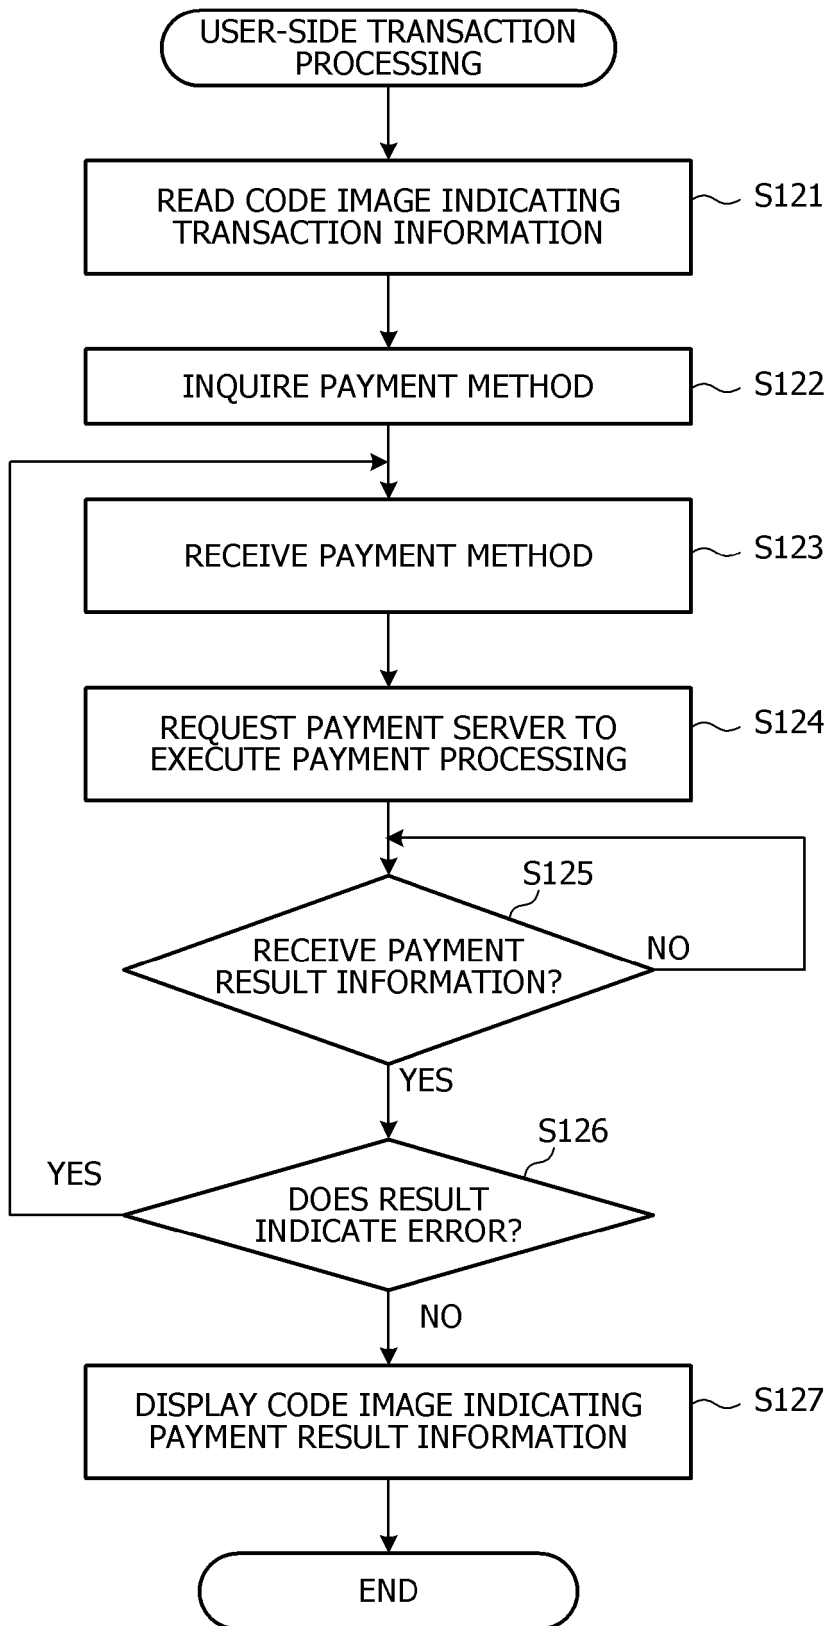 USER-SIDE TRANSACTION
PROCESSING
READ CODE IMAGE INDICATING
TRANSACTION INFORMATION
S121
INQUIRE PAYMENT METHOD
S122
RECEIVE PAYMENT METHOD
S123
REQUEST PAYMENT SERVER TO
EXECUTE PAYMENT PROCESSING
S124
S125
RECEIVE PAYMENT
RESULT INFORMATION?
NO
YES
S126
YES
DOES RESULT
INDICATE ERROR?
NO
DISPLAY CODE IMAGE INDICATING
PAYMENT RESULT INFORMATION
S127
END